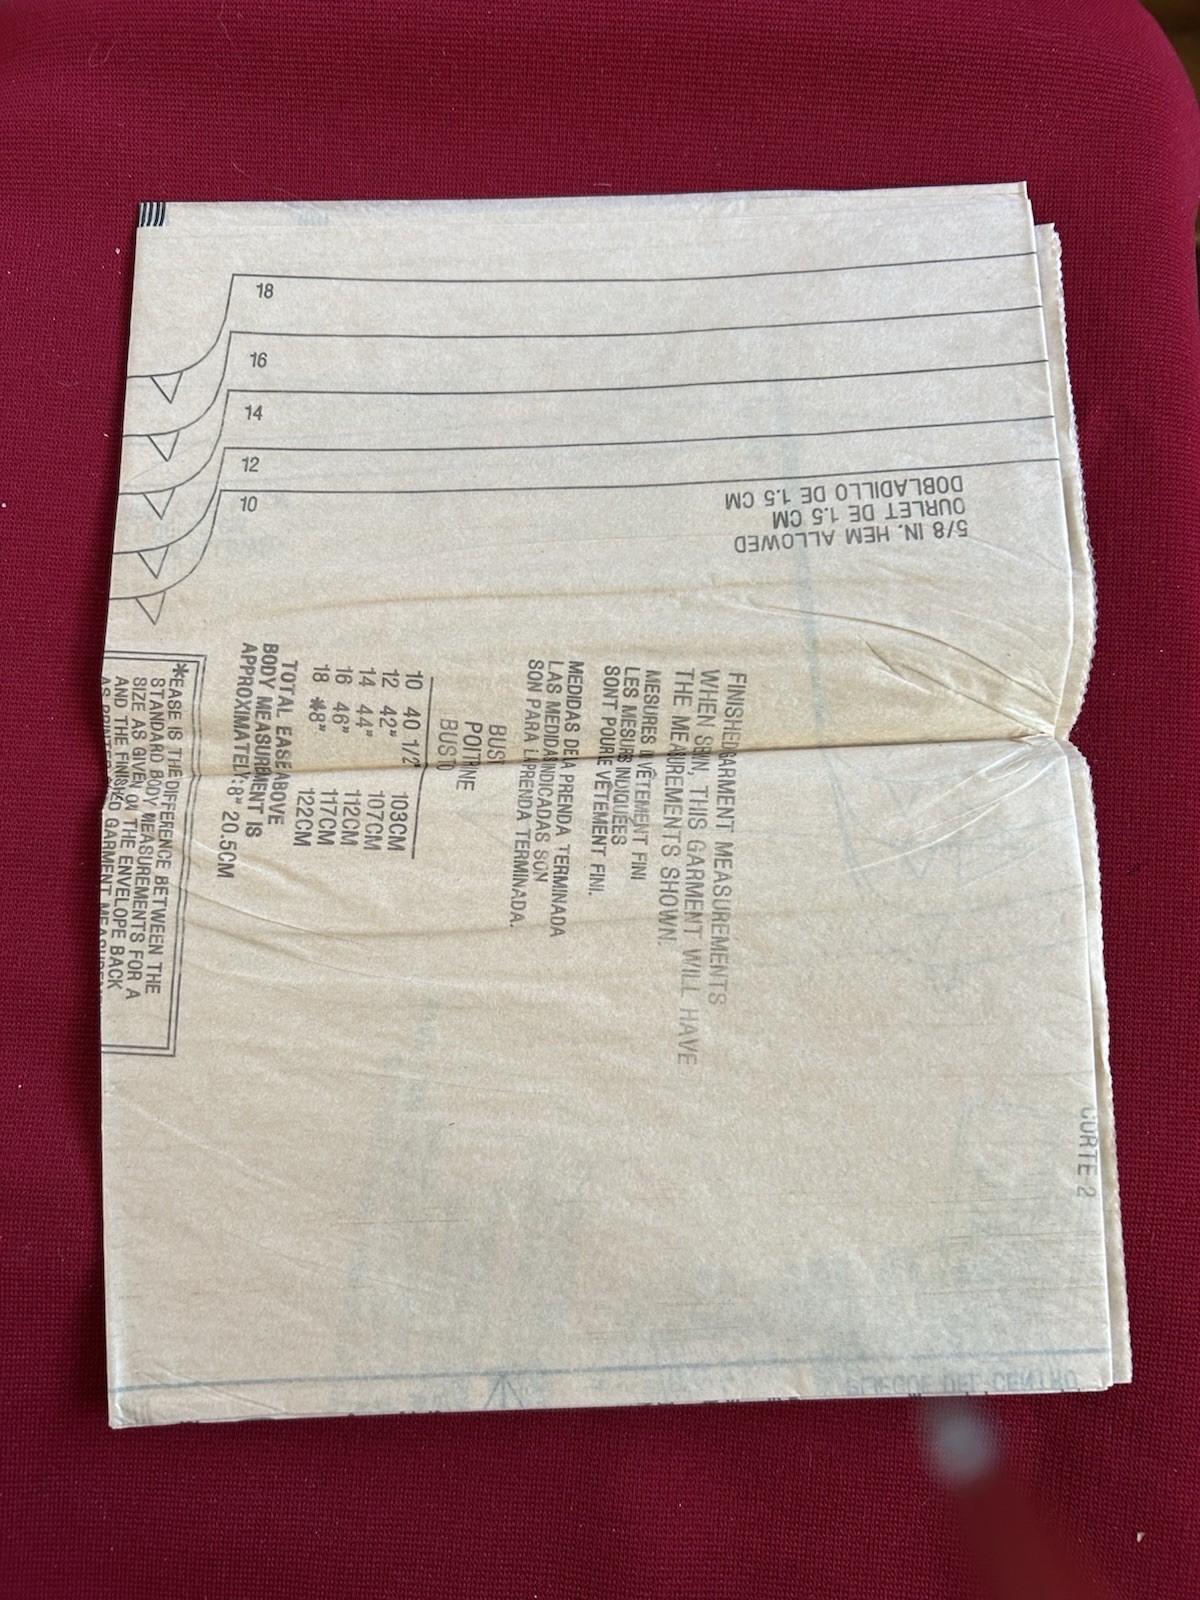 18
16
14
12
10
5/8 IN. HEM ALLOWED
OURLET DE 1.5 CM
DOBLADILLO DE 1.5 CM
FINISHED GARMENT MEASUREMENTS
WHEN SEWN, THIS GARMENT WILL HAVE
THE MEASUREMENTS SHOWN.
MESURES VÊTEMENT FINI
LES MESURES INDIQUÉES
SONT POUR VÊTEMENT FINI.
MEDIDAS DE LA PRENDA TERMINADA
LAS MEDIDAS INDICADAS SON
SON PARA LA PRENDA TERMINADA.
BUST
POITRINE
BUSTO
10 40 1/2" 103CM
12 42" 107CM
14 44" 112CM
16 46" 117CM
18 *48" 122CM
TOTAL EASE ABOVE
BODY MEASUREMENT IS
APPROXIMATELY: 8" 20.5CM
*EASE IS THE DIFFERENCE BETWEEN THE
STANDARD BODY MEASUREMENTS FOR A
SIZE AS GIVEN ON THE ENVELOPE BACK
AND THE FINISHED GARMENT
AS PRINTED
CORTE 2
PLIEGUE DEL CENTRO